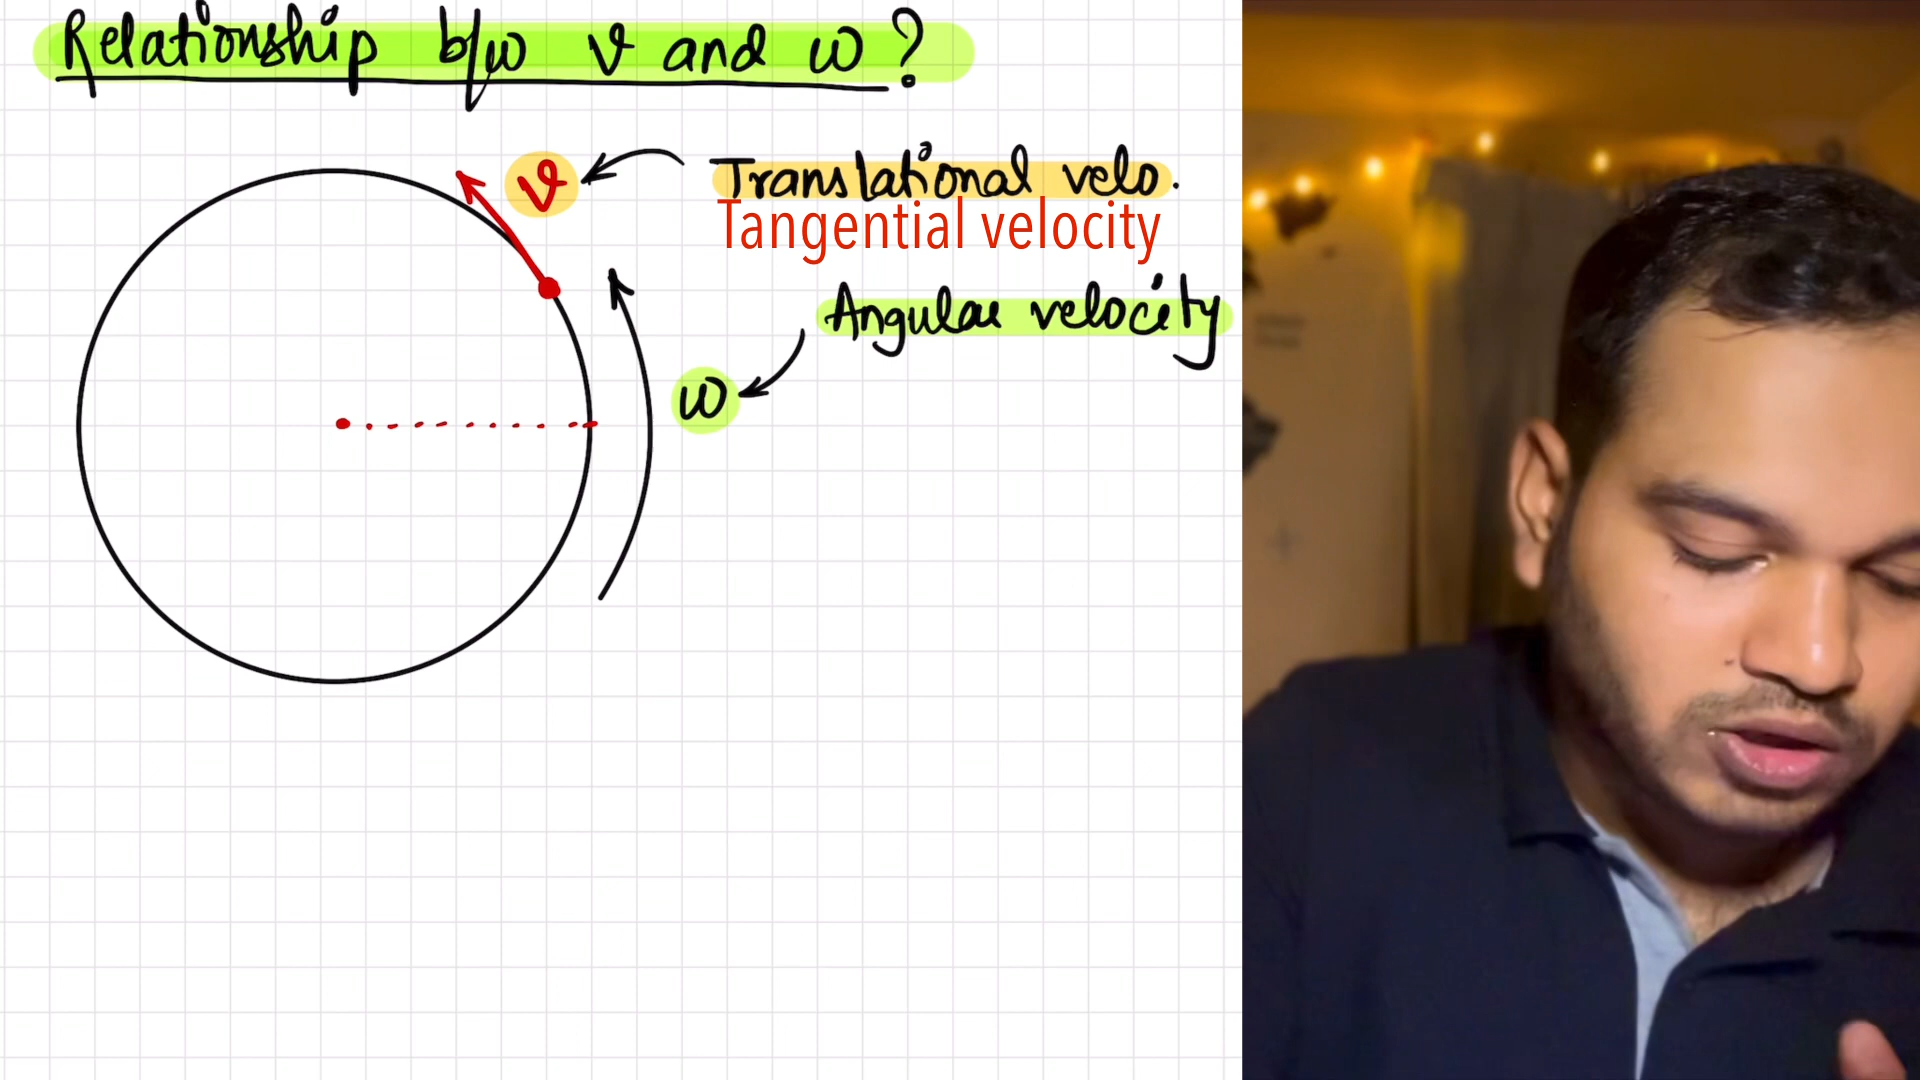 Relationship b/w v and ω?
v
Translational velo.
Tangential velocity
Angular velocity
ω